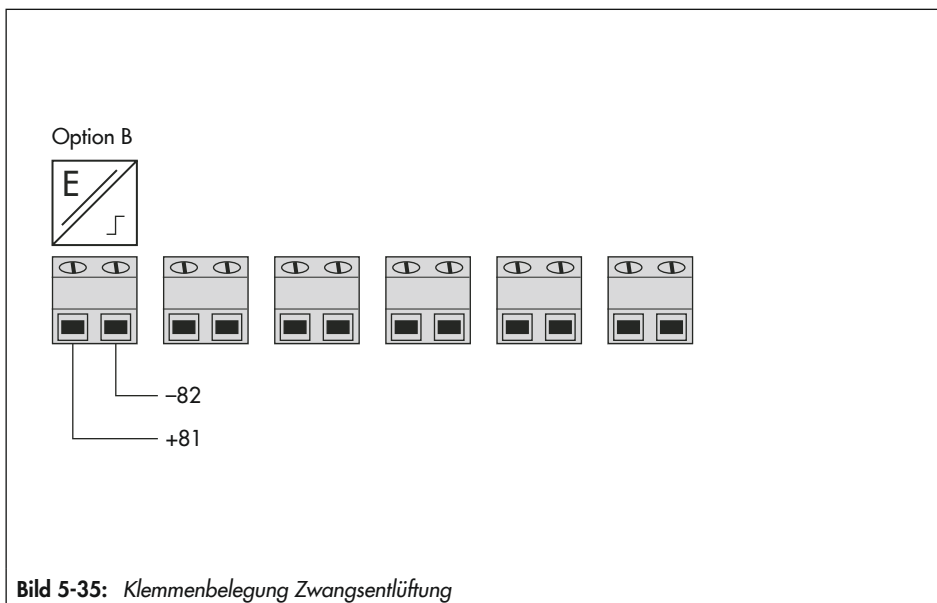 Option B
E
–82
+81
Bild 5-35: Klemmenbelegung Zwangsentlüftung